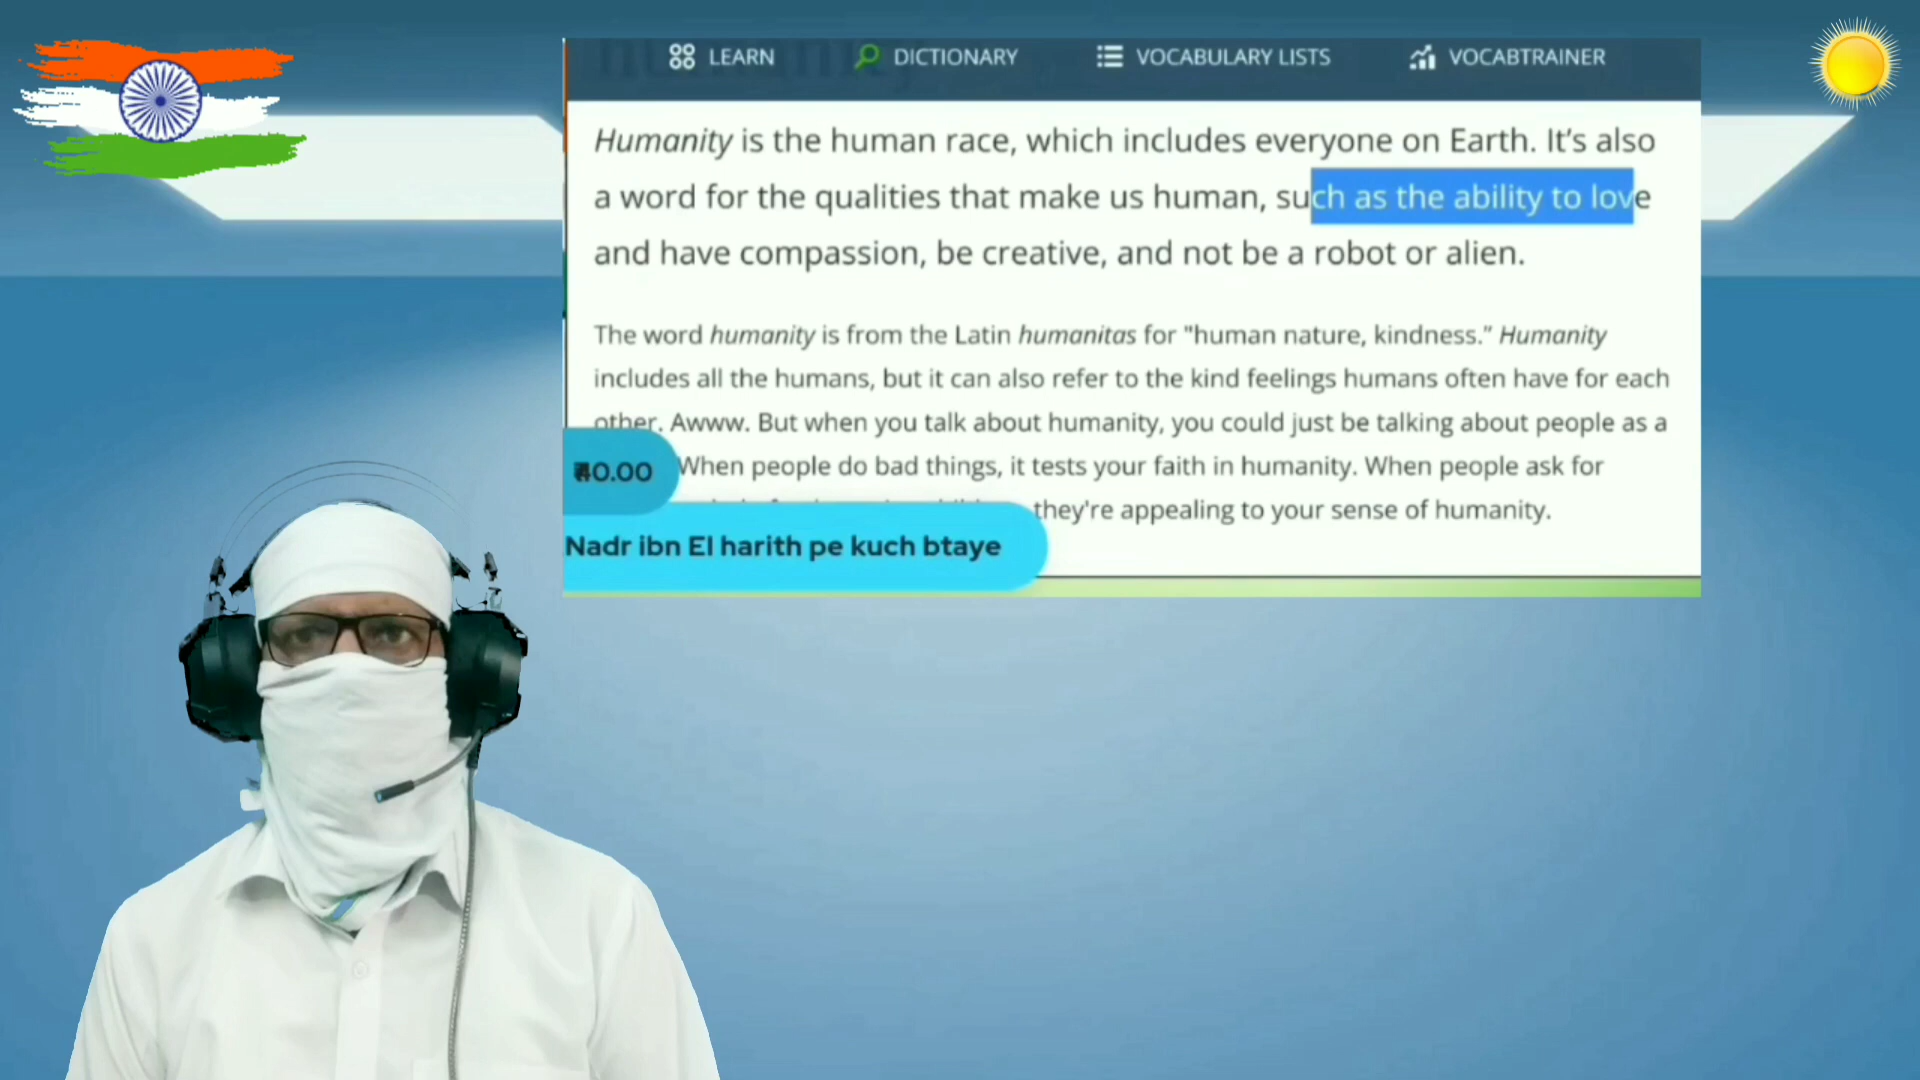 LEARN DICTIONARY VOCABULARY LISTS VOCABTRAINER
Humanity is the human race, which includes everyone on Earth. It's also
a word for the qualities that make us human, such as the ability to love
and have compassion, be creative, and not be a robot or alien.
The word humanity is from the Latin humanitas for "human nature, kindness." Humanity
includes all the humans, but it can also refer to the kind feelings humans often have for each
other. Awww. But when you talk about humanity, you could just be talking about people as a
When people do bad things, it tests your faith in humanity. When people ask for
they're appealing to your sense of humanity.
40.00
Nadr ibn El harith pe kuch btaye